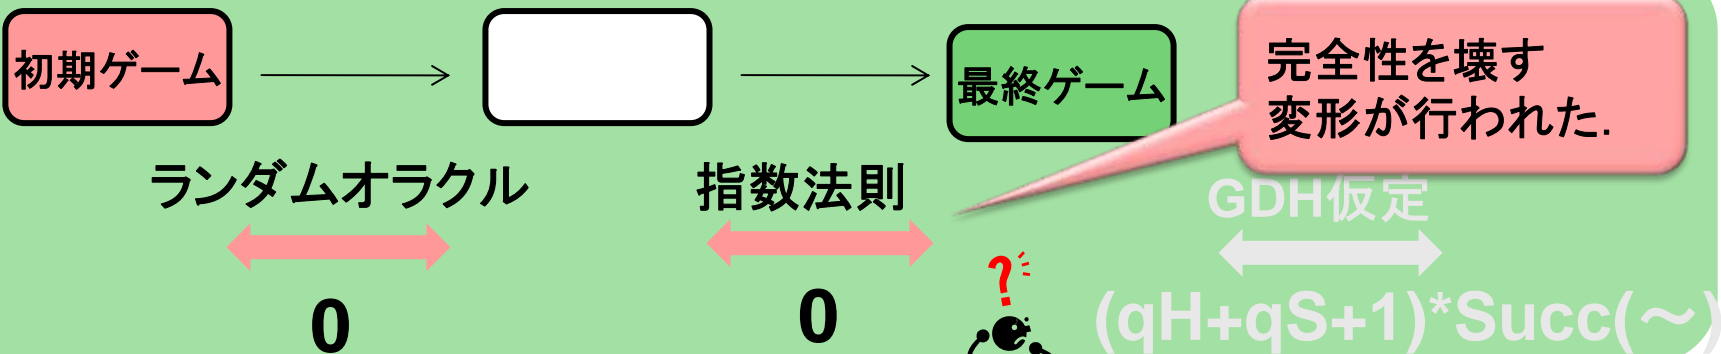 初期ゲーム
最終ゲーム
完全性を壊す
変形が行われた.
ランダムオラクル
指数法則
GDH仮定
?
0
0
(qH+qS+1)*Succ(～)